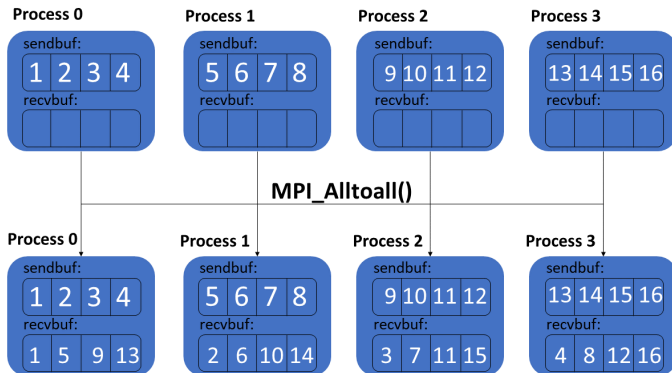 Process 0 Process 1 Process 2 Process 3
sendbuf: sendbuf: sendbuf: sendbuf:
1 2 3 4 5 6 7 8 9 10 11 12 13 14 15 16
recvbuf: recvbuf: recvbuf: recvbuf:
MPI_Alltoall()
Process 0 Process 1 Process 2 Process 3
sendbuf: sendbuf: sendbuf: sendbuf:
1 2 3 4 5 6 7 8 9 10 11 12 13 14 15 16
recvbuf: recvbuf: recvbuf: recvbuf:
1 5 9 13 2 6 10 14 3 7 11 15 4 8 12 16